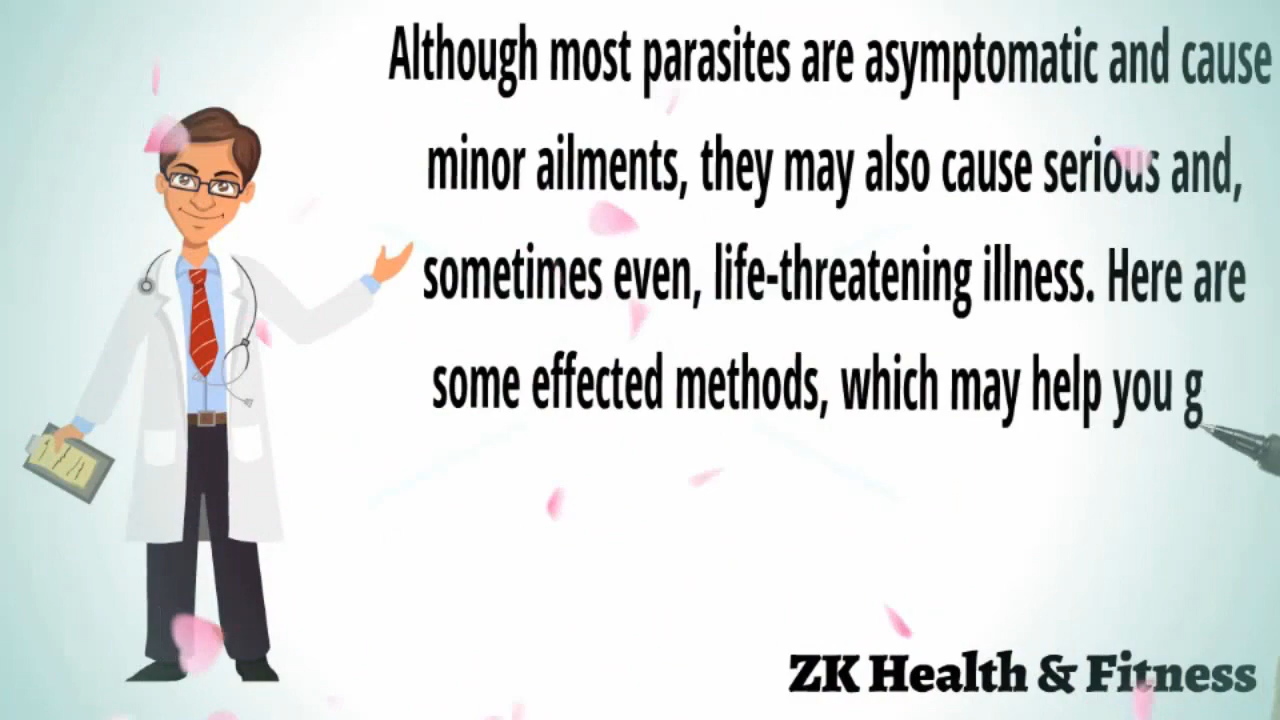 Although most parasites are asymptomatic and cause
minor ailments, they may also cause serious and,
sometimes even, life-threatening illness. Here are
some effected methods, which may help you g
ZK Health & Fitness